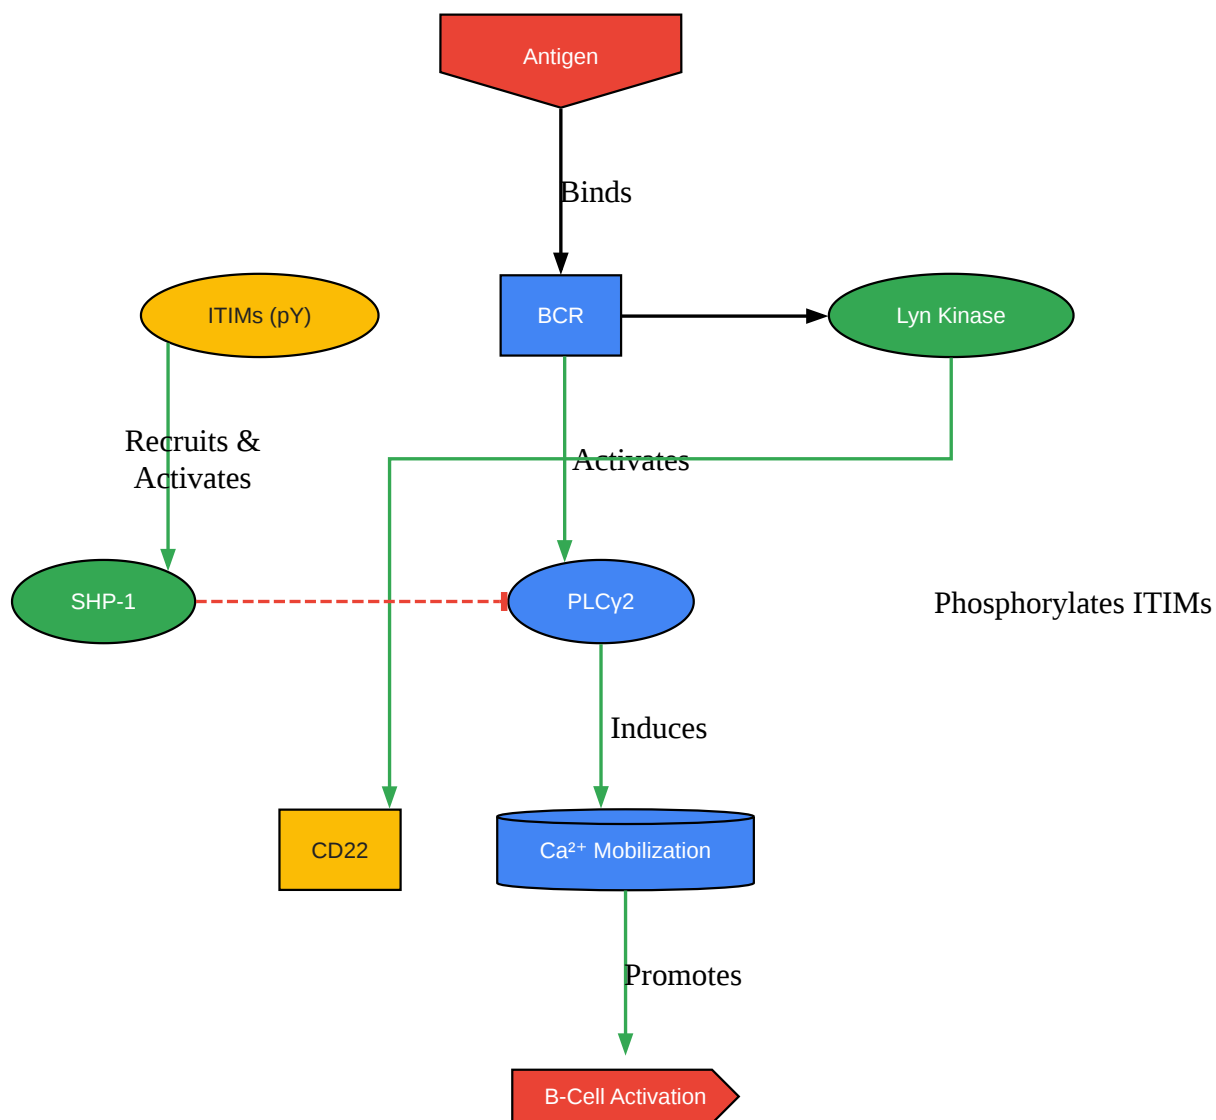 Antigen
Binds
ITIMs (pY)
BCR
Lyn Kinase
Recruits &
Activates
Activates
SHP-1
PLCγ2
Phosphorylates ITIMs
Induces
CD22
Ca²⁺ Mobilization
Promotes
B-Cell Activation